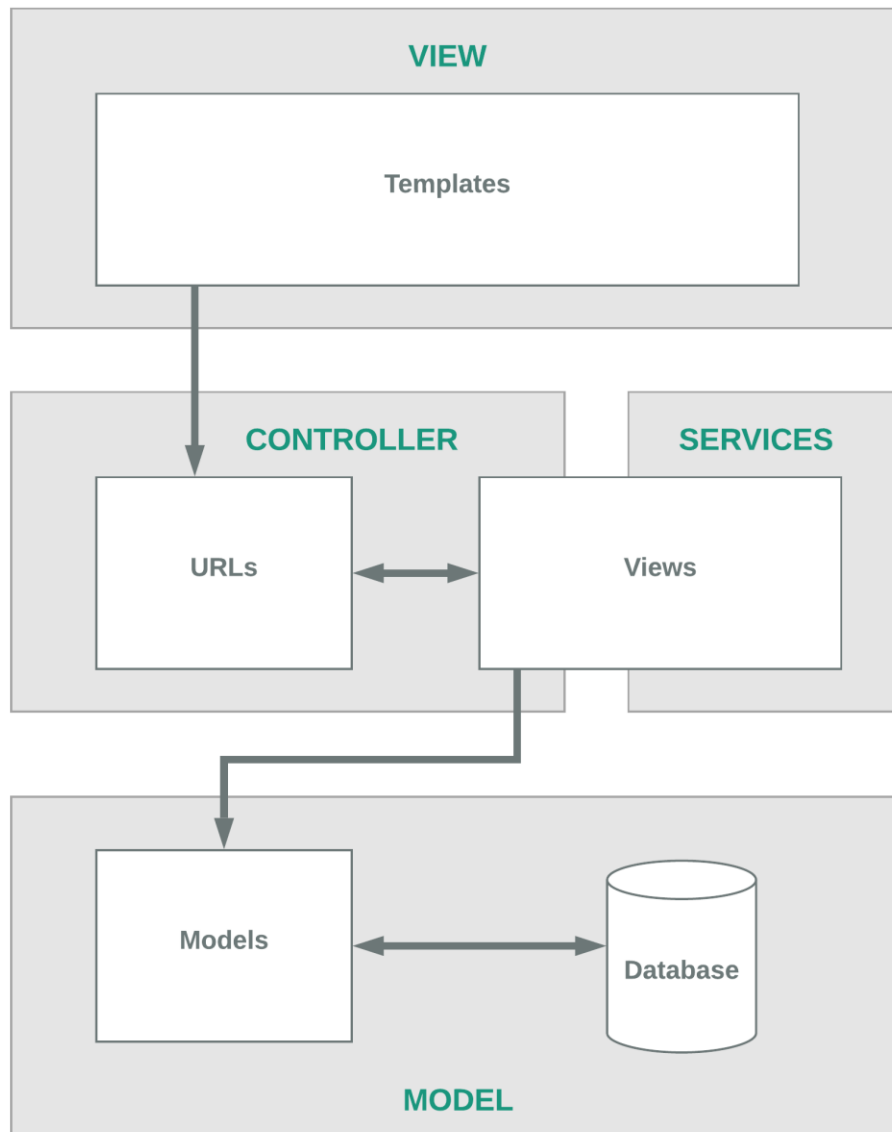 VIEW
Templates
CONTROLLER
SERVICES
URLs
Views
Models
Database
MODEL